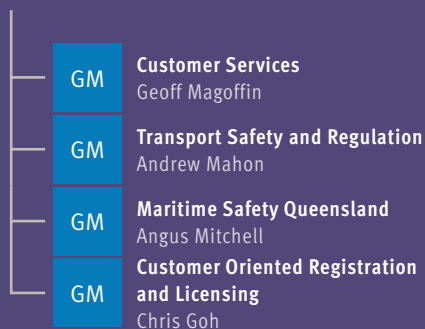 GM
Customer Services
Geoff Magoffin
GM
Transport Safety and Regulation
Andrew Mahon
GM
Maritime Safety Queensland
Angus Mitchell
GM
Customer Oriented Registration
and Licensing
Chris Goh